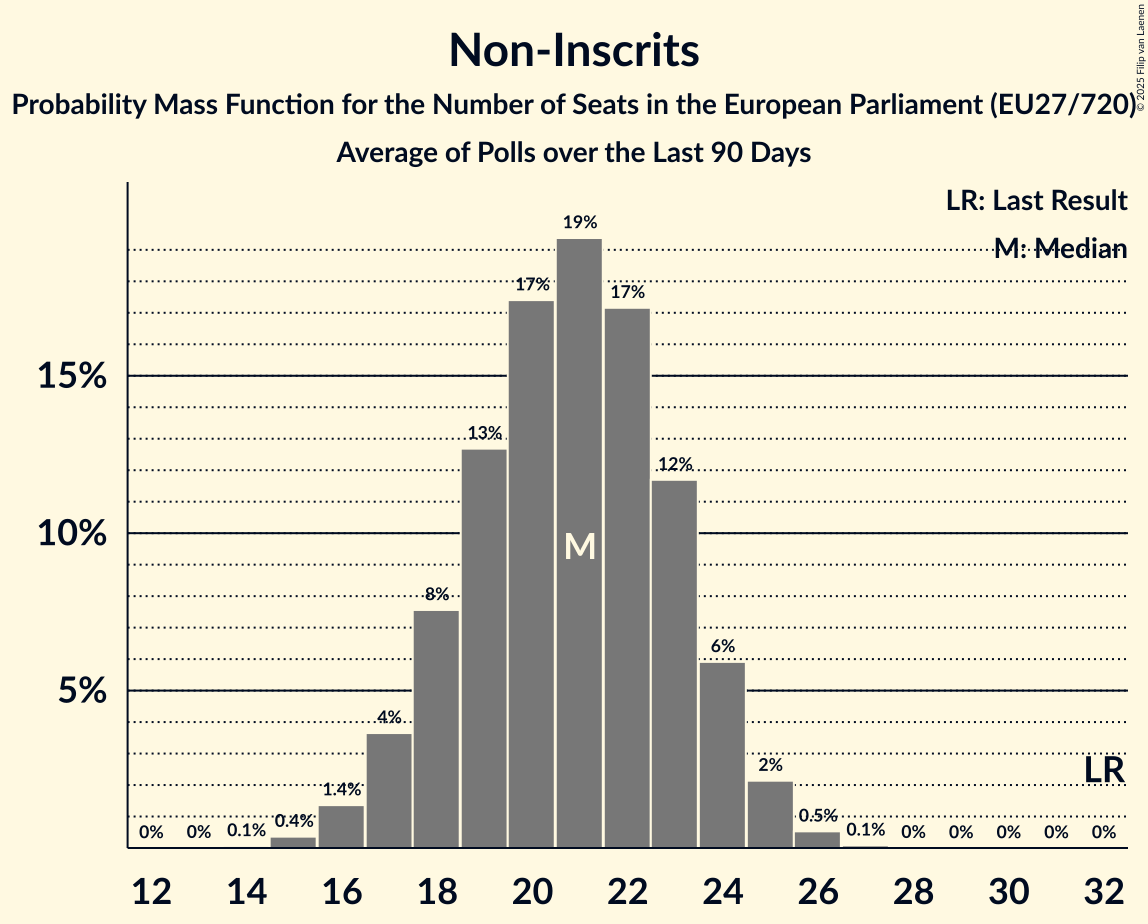 Non-Inscrits
Probability Mass Function for the Number of Seats in the European Parliament (EU27/720)
Average of Polls over the Last 90 Days
© 2025 Filip van Laenen
LR: Last Result
M: Median
19%
17%
17%
15%
13%
12%
10%
M
8%
6%
5%
4%
2%
LR
1.4%
0.5%
0.4%
0% 0% 0.1% 0.1% 0% 0% 0% 0% 0%
12 14 16 18 20 22 24 26 28 30 32